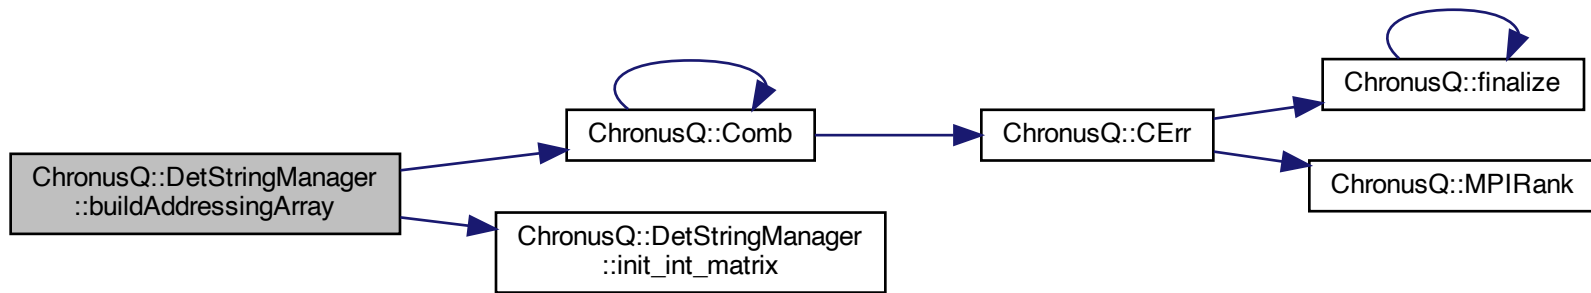 ChronusQ::DetStringManager
::buildAddressingArray
ChronusQ::Comb
ChronusQ::DetStringManager
::init_int_matrix
ChronusQ::CErr
ChronusQ::finalize
ChronusQ::MPIRank